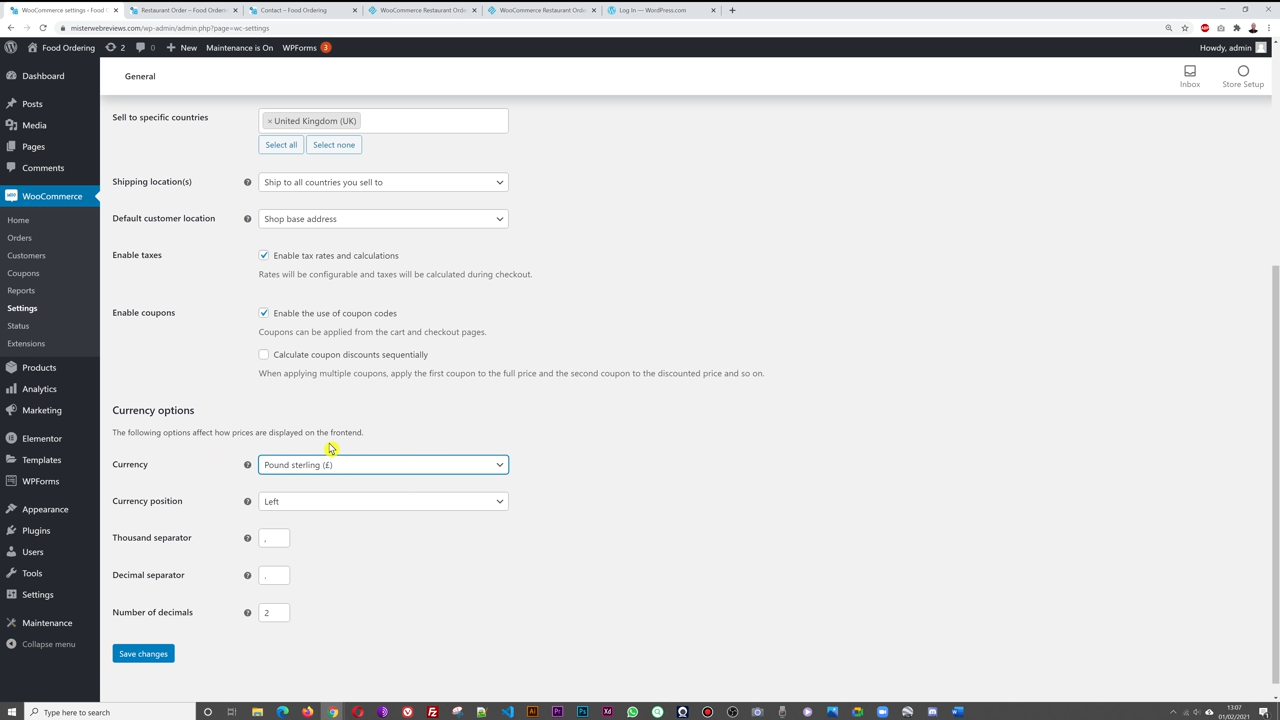 WooCommerce settings ‹ Food O
Restaurant Order – Food Ordering
Contact – Food Ordering
WooCommerce Restaurant Ord
WooCommerce Restaurant Ord
Log In — WordPress.com
misterwebreviews.com/wp-admin/admin.php?page=wc-settings
Food Ordering
2
0
New
Maintenance is On
WPForms
3
Howdy, admin
Dashboard
Posts
Media
Pages
Comments
WooCommerce
Home
Orders
Customers
Coupons
Reports
Settings
Status
Extensions
Products
Analytics
Marketing
Elementor
Templates
WPForms
Appearance
Plugins
Users
Tools
Settings
Maintenance
Collapse menu
General
Inbox
Store Setup
Sell to specific countries
× United Kingdom (UK)
Select all
Select none
Shipping location(s)
Ship to all countries you sell to
Default customer location
Shop base address
Enable taxes
Enable tax rates and calculations
Rates will be configurable and taxes will be calculated during checkout.
Enable coupons
Enable the use of coupon codes
Coupons can be applied from the cart and checkout pages.
Calculate coupon discounts sequentially
When applying multiple coupons, apply the first coupon to the full price and the second coupon to the discounted price and so on.
Currency options
The following options affect how prices are displayed on the frontend.
Currency
Pound sterling (£)
Currency position
Left
Thousand separator
,
Decimal separator
.
Number of decimals
2
Save changes
Type here to search
13:07
01/02/2021